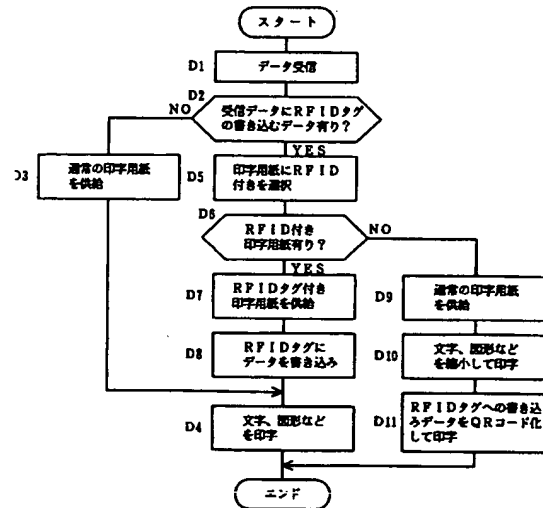 スタート
D1
データ受信
D2
受信データにRFIDタグ
の書き込むデータ有り？
NO
YES
D3
通常の印字用紙
を供給
D5
印字用紙にRFID
付きを選択
D6
RFID付き
印字用紙有り？
NO
YES
D7
RFIDタグ付き
印字用紙を供給
D9
通常の印字用紙
を供給
D8
RFIDタグに
データを書き込み
D10
文字、図形など
を縮小して印字
D4
文字、図形など
を印字
D11
RFIDタグへの書き込
みデータをQRコード化
して印字
エンド